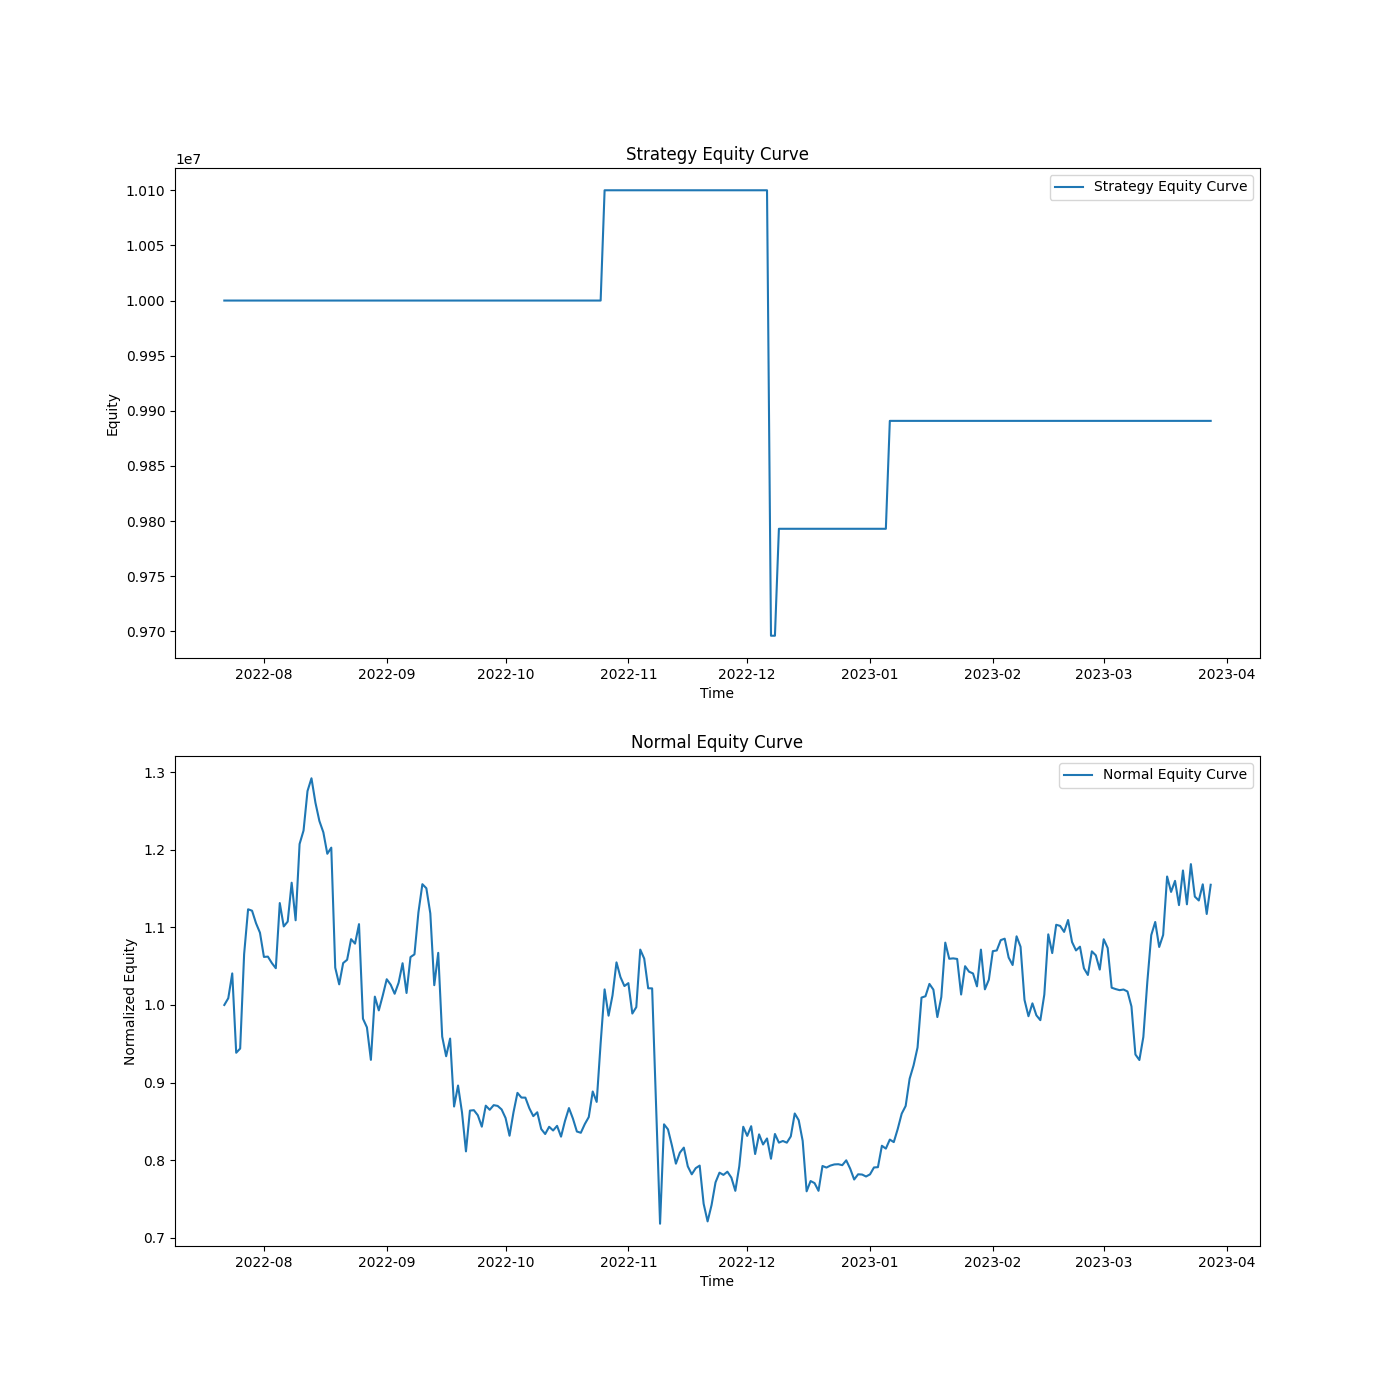 Strategy Equity Curve
1e7
Strategy Equity Curve
1.010
1.005
1.000
0.995
0.990
0.985
0.980
0.975
0.970
Equity
2022-08 2022-09 2022-10 2022-11 2022-12 2023-01 2023-02 2023-03 2023-04
Time
Normal Equity Curve
Normal Equity Curve
1.3
1.2
1.1
1.0
0.9
0.8
0.7
Normalized Equity
2022-08 2022-09 2022-10 2022-11 2022-12 2023-01 2023-02 2023-03 2023-04
Time